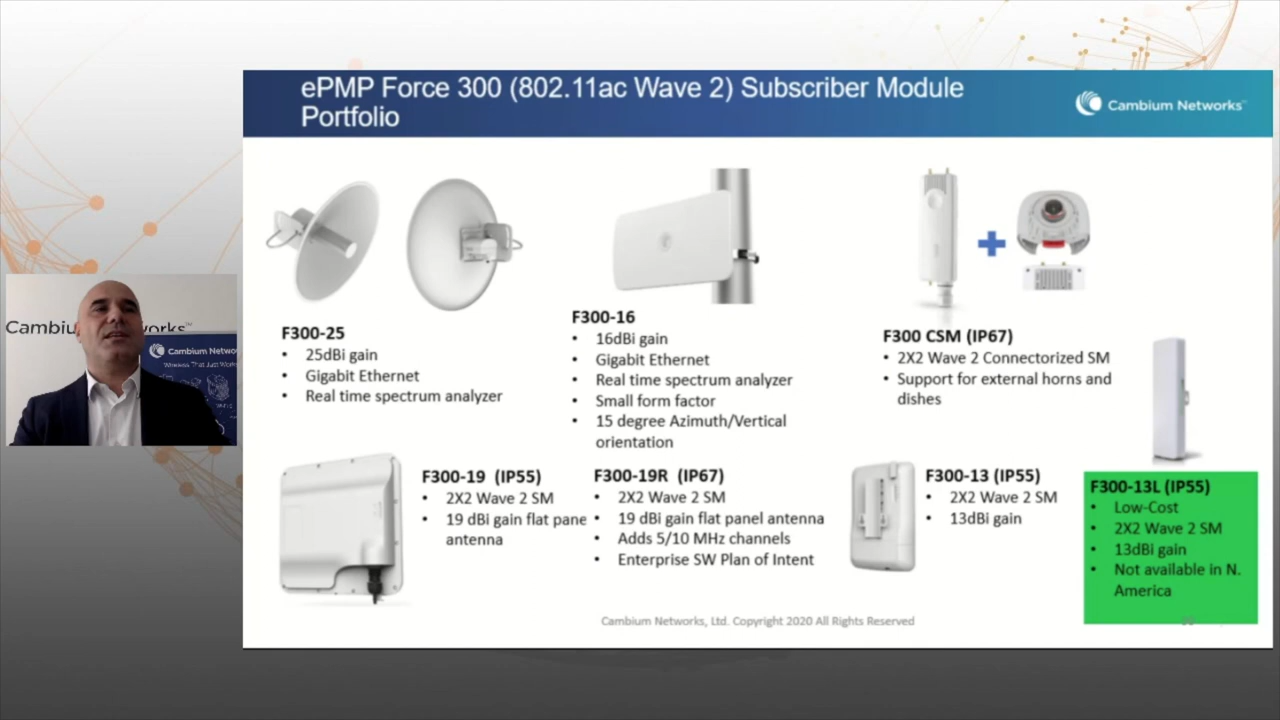 ePMP Force 300 (802.11ac Wave 2) Subscriber Module
Portfolio
Cambium Networks™
F300-25
• 25dBi gain
• Gigabit Ethernet
• Real time spectrum analyzer
F300-16
• 16dBi gain
• Gigabit Ethernet
• Real time spectrum analyzer
• Small form factor
• 15 degree Azimuth/Vertical
orientation
F300 CSM (IP67)
• 2X2 Wave 2 Connectorized SM
• Support for external horns and
dishes
Cambium Networks
Wireless That Just Work
F300-19 (IP55)
• 2X2 Wave 2 SM
• 19 dBi gain flat pane
antenna
F300-19R (IP67)
• 2X2 Wave 2 SM
• 19 dBi gain flat panel antenna
• Adds 5/10 MHz channels
• Enterprise SW Plan of Intent
F300-13 (IP55)
• 2X2 Wave 2 SM
• 13dBi gain
F300-13L (IP55)
• Low-Cost
• 2X2 Wave 2 SM
• 13dBi gain
• Not available in N.
America
Cambium Networks, Ltd. Copyright 2020 All Rights Reserved